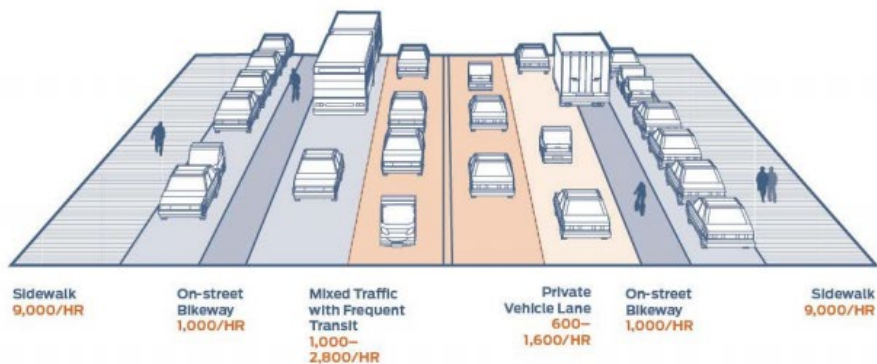 Sidewalk
9,000/HR
On-street
Bikeway
1,000/HR
Mixed Traffic
with Frequent
Transit
1,000–
2,800/HR
Private
Vehicle Lane
600–
1,600/HR
On-street
Bikeway
1,000/HR
Sidewalk
9,000/HR